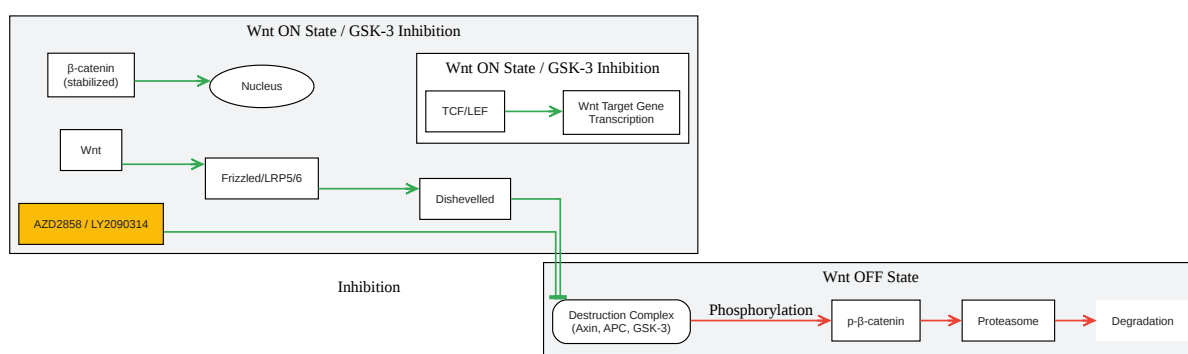 Wnt ON State / GSK-3 Inhibition
β-catenin
(stabilized)
Nucleus
Wnt ON State / GSK-3 Inhibition
TCF/LEF
Wnt Target Gene
Transcription
Wnt
Frizzled/LRP5/6
Dishevelled
AZD2858 / LY2090314
Inhibition
Wnt OFF State
Destruction Complex
(Axin, APC, GSK-3)
Phosphorylation
p-β-catenin
Proteasome
Degradation